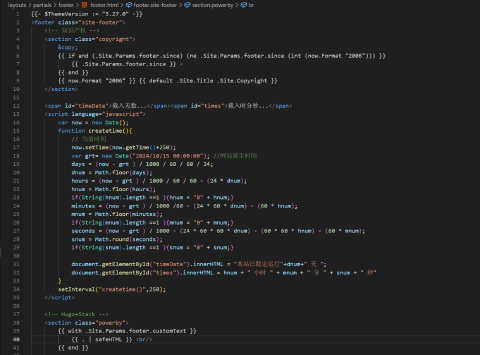 layouts > partials > footer > footer.html > footer.site-footer > section.powerby > br
1 {{- $ThemeVersion := "3.27.0" -}}
2 <footer class="site-footer">
3 <!-- 知识产权 -->
4 <section class="copyright">
5 &copy;
6 {{ if and (.Site.Params.footer.since) (ne .Site.Params.footer.since (int (now.Format "2006"))) }}
7 {{ .Site.Params.footer.since }} -
8 {{ end }}
9 {{ now.Format "2006" }} {{ default .Site.Title .Site.Copyright }}
10 </section>
11
12 <span id="timeDate">载入天数...</span><span id="times">载入时分秒...</span>
13 <script language="javascript">
14 var now = new Date();
15 function createtime(){
16 // 当前时间
17 now.setTime(now.getTime()+250);
18 var grt= new Date("2024/10/15 00:00:00"); //网站诞生时间
19 days = (now - grt ) / 1000 / 60 / 60 / 24;
20 dnum = Math.floor(days);
21 hours = (now - grt ) / 1000 / 60 / 60 - (24 * dnum);
22 hnum = Math.floor(hours);
23 if(String(hnum).length ==1 ){hnum = "0" + hnum;}
24 minutes = (now - grt ) / 1000 /60 - (24 * 60 * dnum) - (60 * hnum);
25 mnum = Math.floor(minutes);
26 if(String(mnum).length ==1 ){mnum = "0" + mnum;}
27 seconds = (now - grt ) / 1000 - (24 * 60 * 60 * dnum) - (60 * 60 * hnum) - (60 * mnum);
28 snum = Math.round(seconds);
29 if(String(snum).length ==1 ){snum = "0" + snum;}
30
31 document.getElementById("timeDate").innerHTML = "本站已稳定运行"+dnum+" 天 ";
32 document.getElementById("times").innerHTML = hnum + " 小时 " + mnum + " 分 " + snum + " 秒"
33 }
34 setInterval("createtime()",250);
35 </script>
36
37 <!-- Hugo+Stack -->
38 <section class="powerby">
39 {{ with .Site.Params.footer.customText }}
40 {{ . | safeHTML }} <br/>
41 {{ end }}